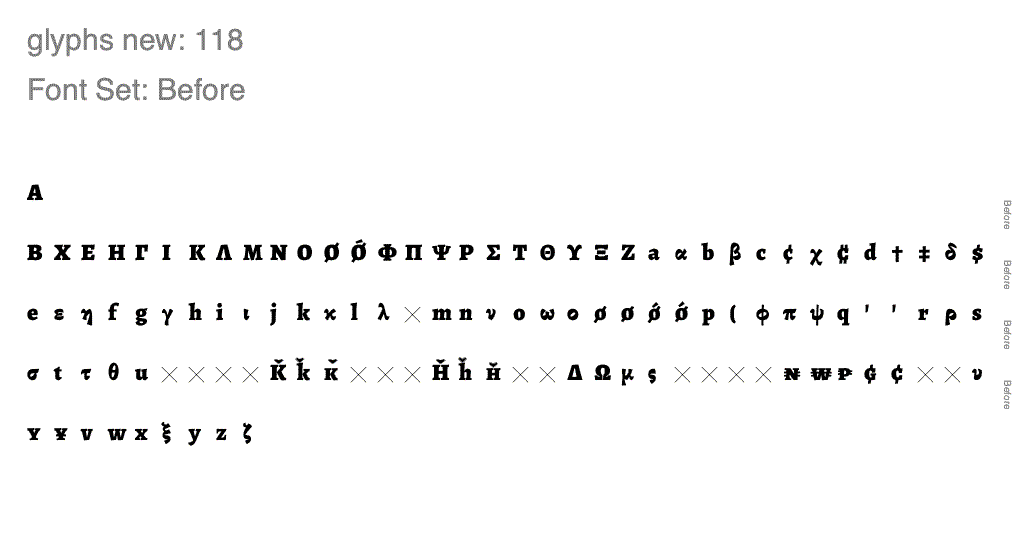 glyphs new: 118
Font Set: Before
A
B X E H Γ I K Λ M N O Ø Ǿ Φ Π Ψ P Σ T Θ Υ Ξ Z a α b β c ¢ χ d † ‡ δ $
e ε η f g γ h i ι j k κ l λ m n ν o ω ø ø ǿ ǿ p ( ϕ π ψ q ' ' r ρ s
σ t τ θ u Ǩ ǩ Ȟ ȟ Δ Ω μ ς ₦ ₩ ₵ υ
ʏ v w x ξ y z ζ
Before
Before
Before
Before